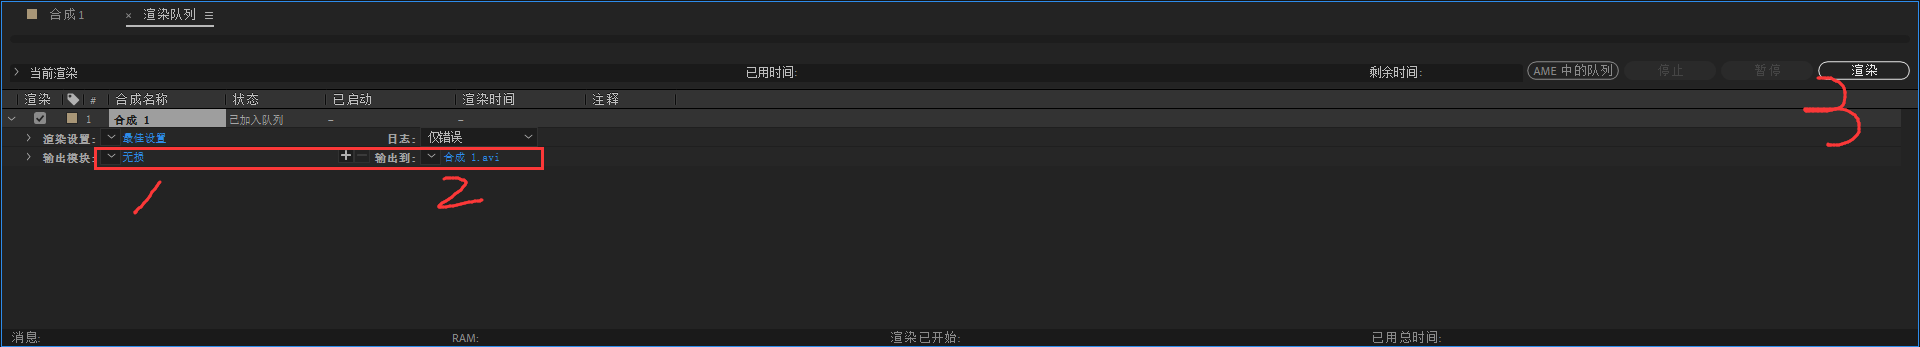 合成 1 × 渲染队列 ☰
当前渲染 已用时间: 剩余时间: AME 中的队列 停止 暂停 渲染
渲染 # 合成名称 状态 已启动 渲染时间 注释
1 合成 1 已加入队列 – –
渲染设置: 最佳设置 日志: 仅错误
输出模块: 无损 + – 输出到: 合成 1.avi
1 2 3
消息: RAM: 渲染已开始: 已用总时间: